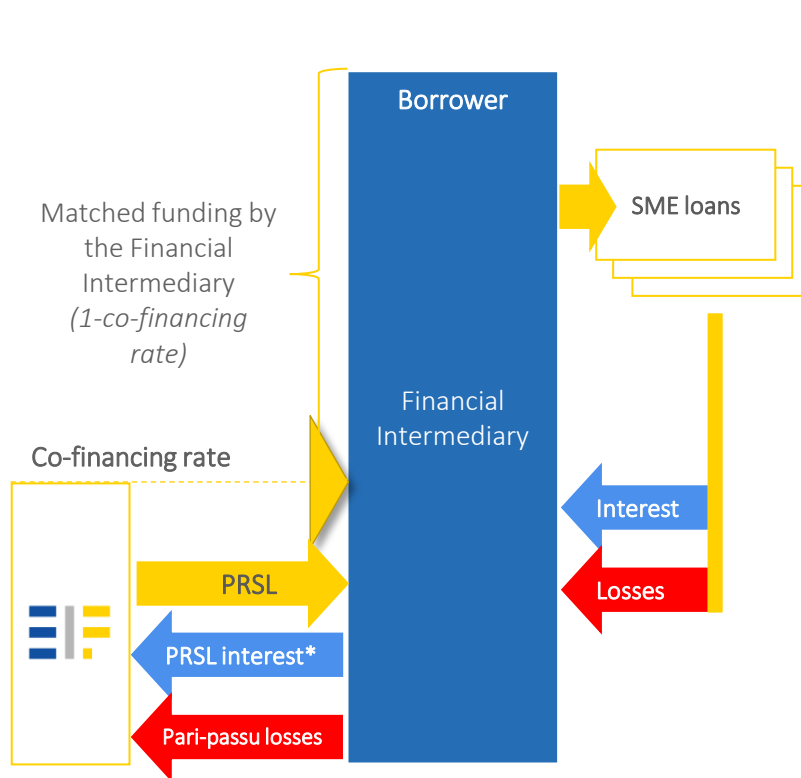 Borrower
SME loans
Matched funding by
the Financial
Intermediary
(1-co-financing
rate)
Financial
Intermediary
Co-financing rate
Interest
PRSL
Losses
EIF
PRSL interest*
Pari-passu losses